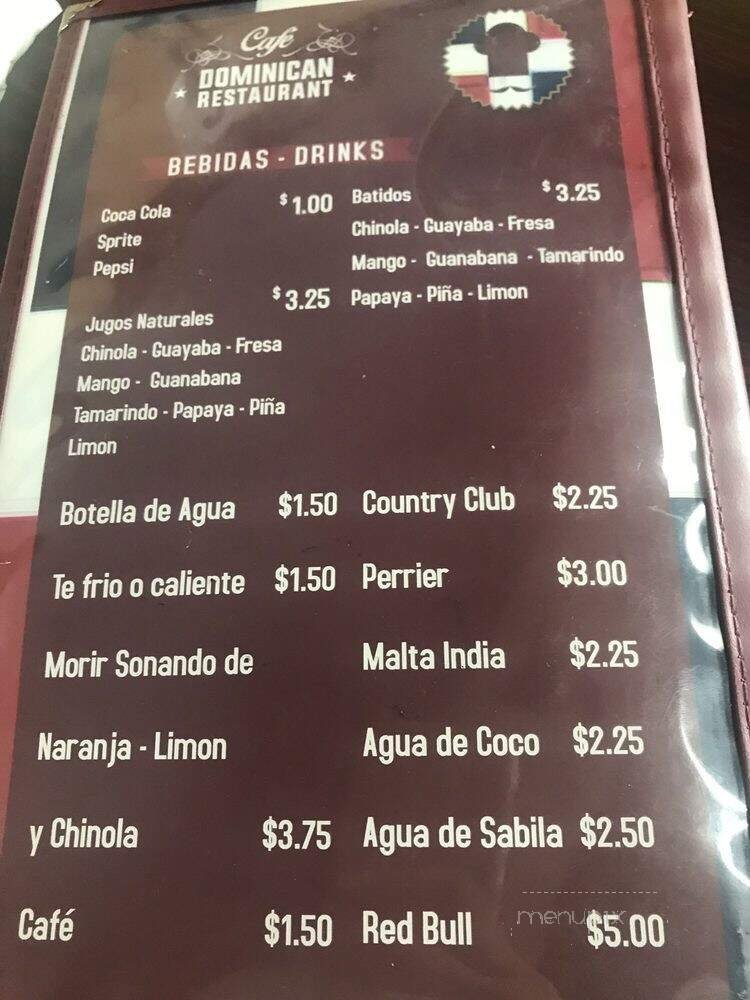 Cafe
DOMINICAN
RESTAURANT
BEBIDAS - DRINKS
Coca Cola $1.00
Sprite
Pepsi
Jugos Naturales $3.25
Chinola - Guayaba - Fresa
Mango - Guanabana
Tamarindo - Papaya - Piña
Limon
Batidos $3.25
Chinola - Guayaba - Fresa
Mango - Guanabana - Tamarindo
Papaya - Piña - Limon
Botella de Agua $1.50
Te frio o caliente $1.50
Morir Sonando de
Naranja - Limon
y Chinola $3.75
Café $1.50
Country Club $2.25
Perrier $3.00
Malta India $2.25
Agua de Coco $2.25
Agua de Sabila $2.50
Red Bull $5.00